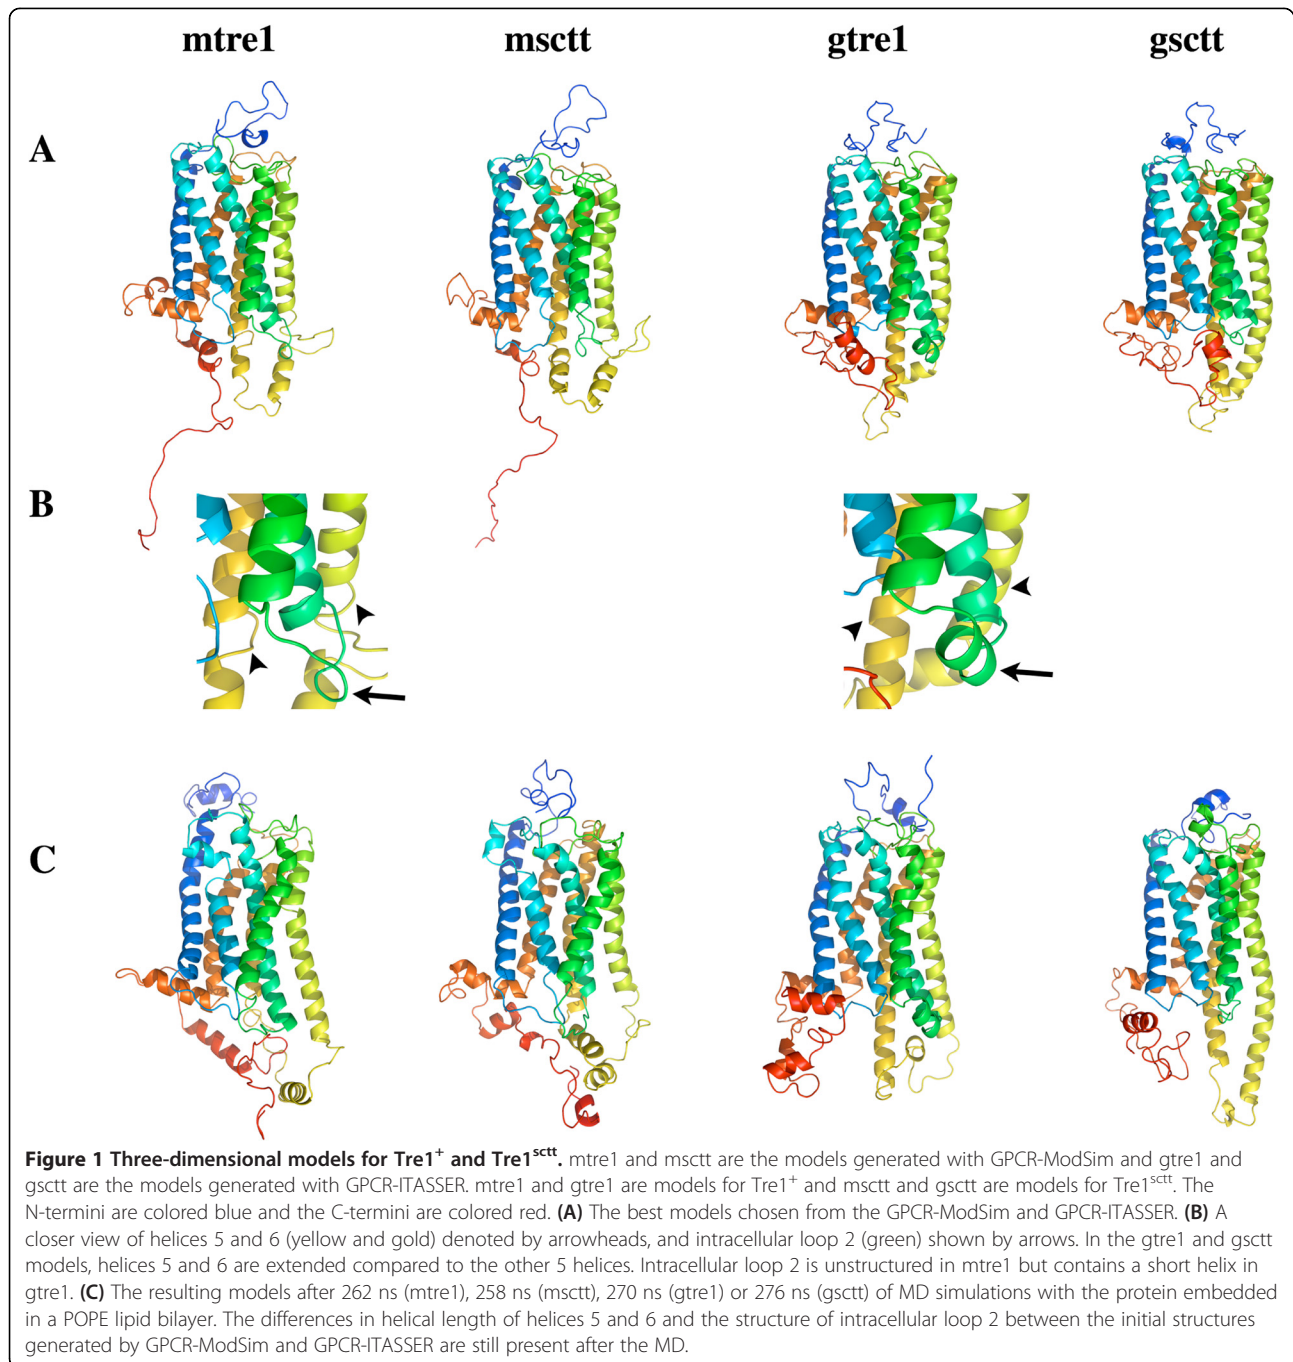 mtre1 msctt gtre1 gsctt
A
B
C
Figure 1 Three-dimensional models for Tre1+ and Tre1sctt. mtre1 and msctt are the models generated with GPCR-ModSim and gtre1 and
gsctt are the models generated with GPCR-ITASSER. mtre1 and gtre1 are models for Tre1+ and msctt and gsctt are models for Tre1sctt. The
N-termini are colored blue and the C-termini are colored red. (A) The best models chosen from the GPCR-ModSim and GPCR-ITASSER. (B) A
closer view of helices 5 and 6 (yellow and gold) denoted by arrowheads, and intracellular loop 2 (green) shown by arrows. In the gtre1 and gsctt
models, helices 5 and 6 are extended compared to the other 5 helices. Intracellular loop 2 is unstructured in mtre1 but contains a short helix in
gtre1. (C) The resulting models after 262 ns (mtre1), 258 ns (msctt), 270 ns (gtre1) or 276 ns (gsctt) of MD simulations with the protein embedded
in a POPE lipid bilayer. The differences in helical length of helices 5 and 6 and the structure of intracellular loop 2 between the initial structures
generated by GPCR-ModSim and GPCR-ITASSER are still present after the MD.